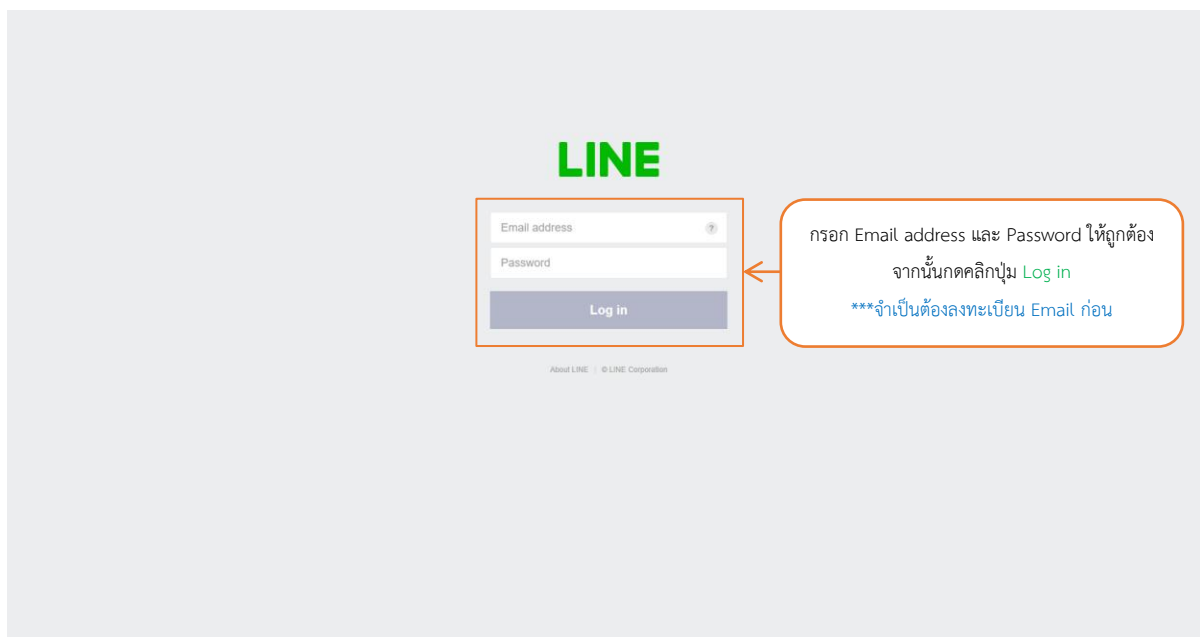 LINE
Email address ?
Password
Log in
About LINE | © LINE Corporation
กรอก Email address และ Password ให้ถูกต้อง
จากนั้นกดคลิกปุ่ม Log in
***จำเป็นต้องลงทะเบียน Email ก่อน